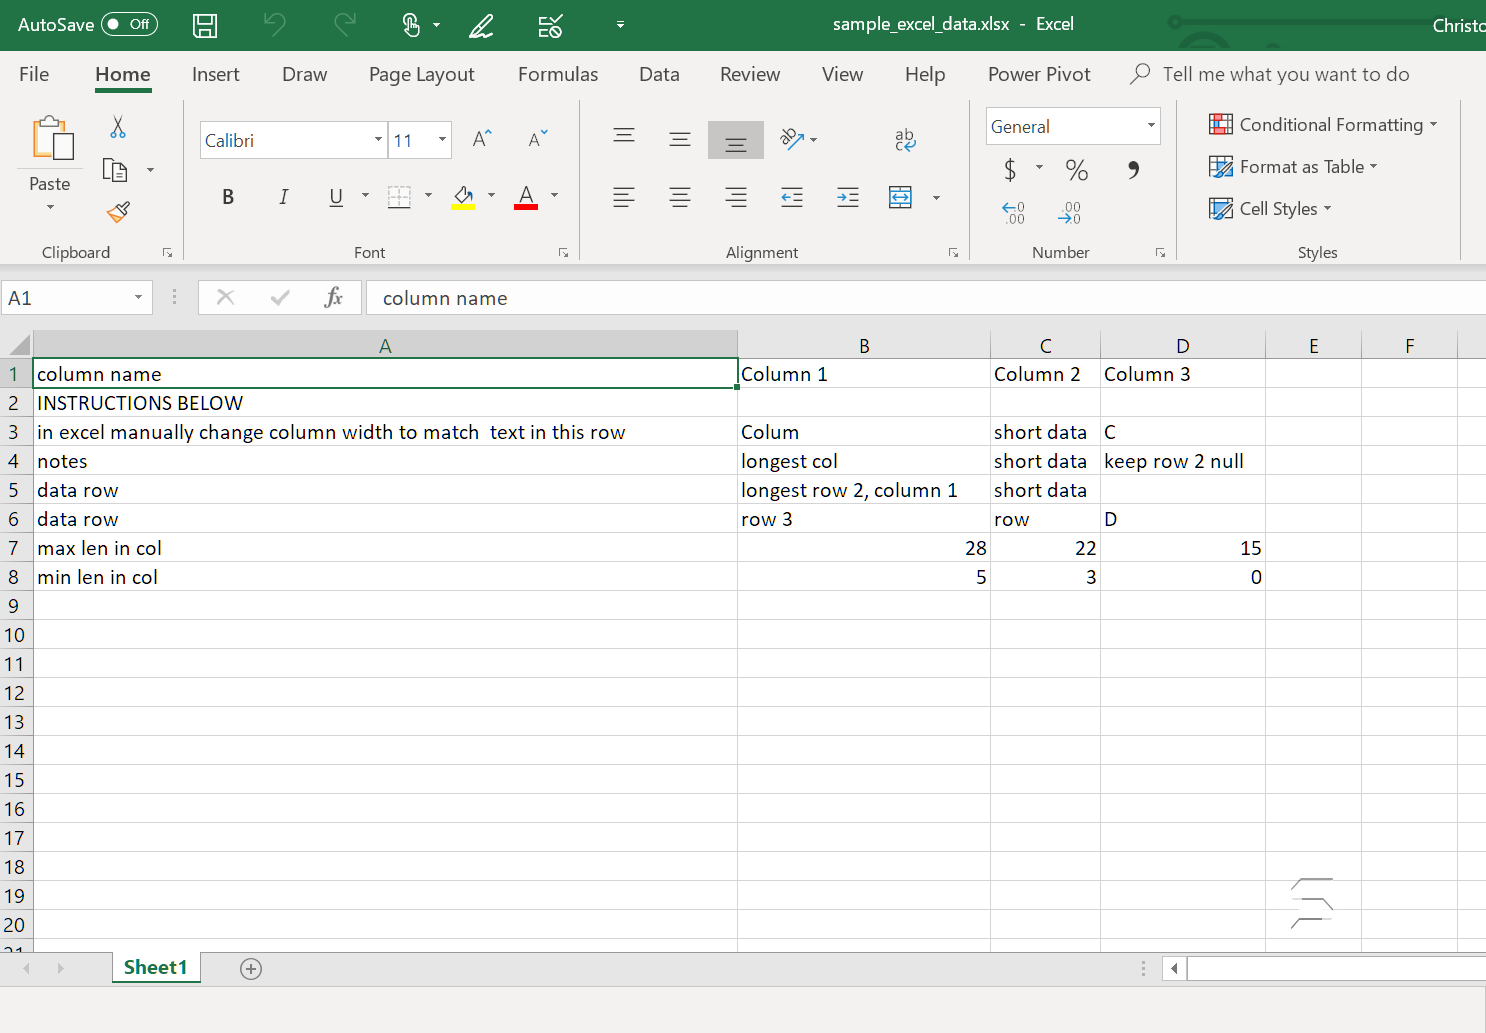 AutoSave Off sample_excel_data.xlsx - Excel Christo
File Home Insert Draw Page Layout Formulas Data Review View Help Power Pivot Tell me what you want to do
Paste
Calibri 11
General
B I U A
$ % ,
Conditional Formatting
Format as Table
Cell Styles
Clipboard Font Alignment Number Styles
A1 fx column name
A B C D E F
1 column name Column 1 Column 2 Column 3
2 INSTRUCTIONS BELOW
3 in excel manually change column width to match  text in this row Colum short data C
4 notes longest col short data keep row 2 null
5 data row longest row 2, column 1 short data
6 data row row 3 row D
7 max len in col 28 22 15
8 min len in col 5 3 0
9
10
11
12
13
14
15
16
17
18
19
20
21
Sheet1